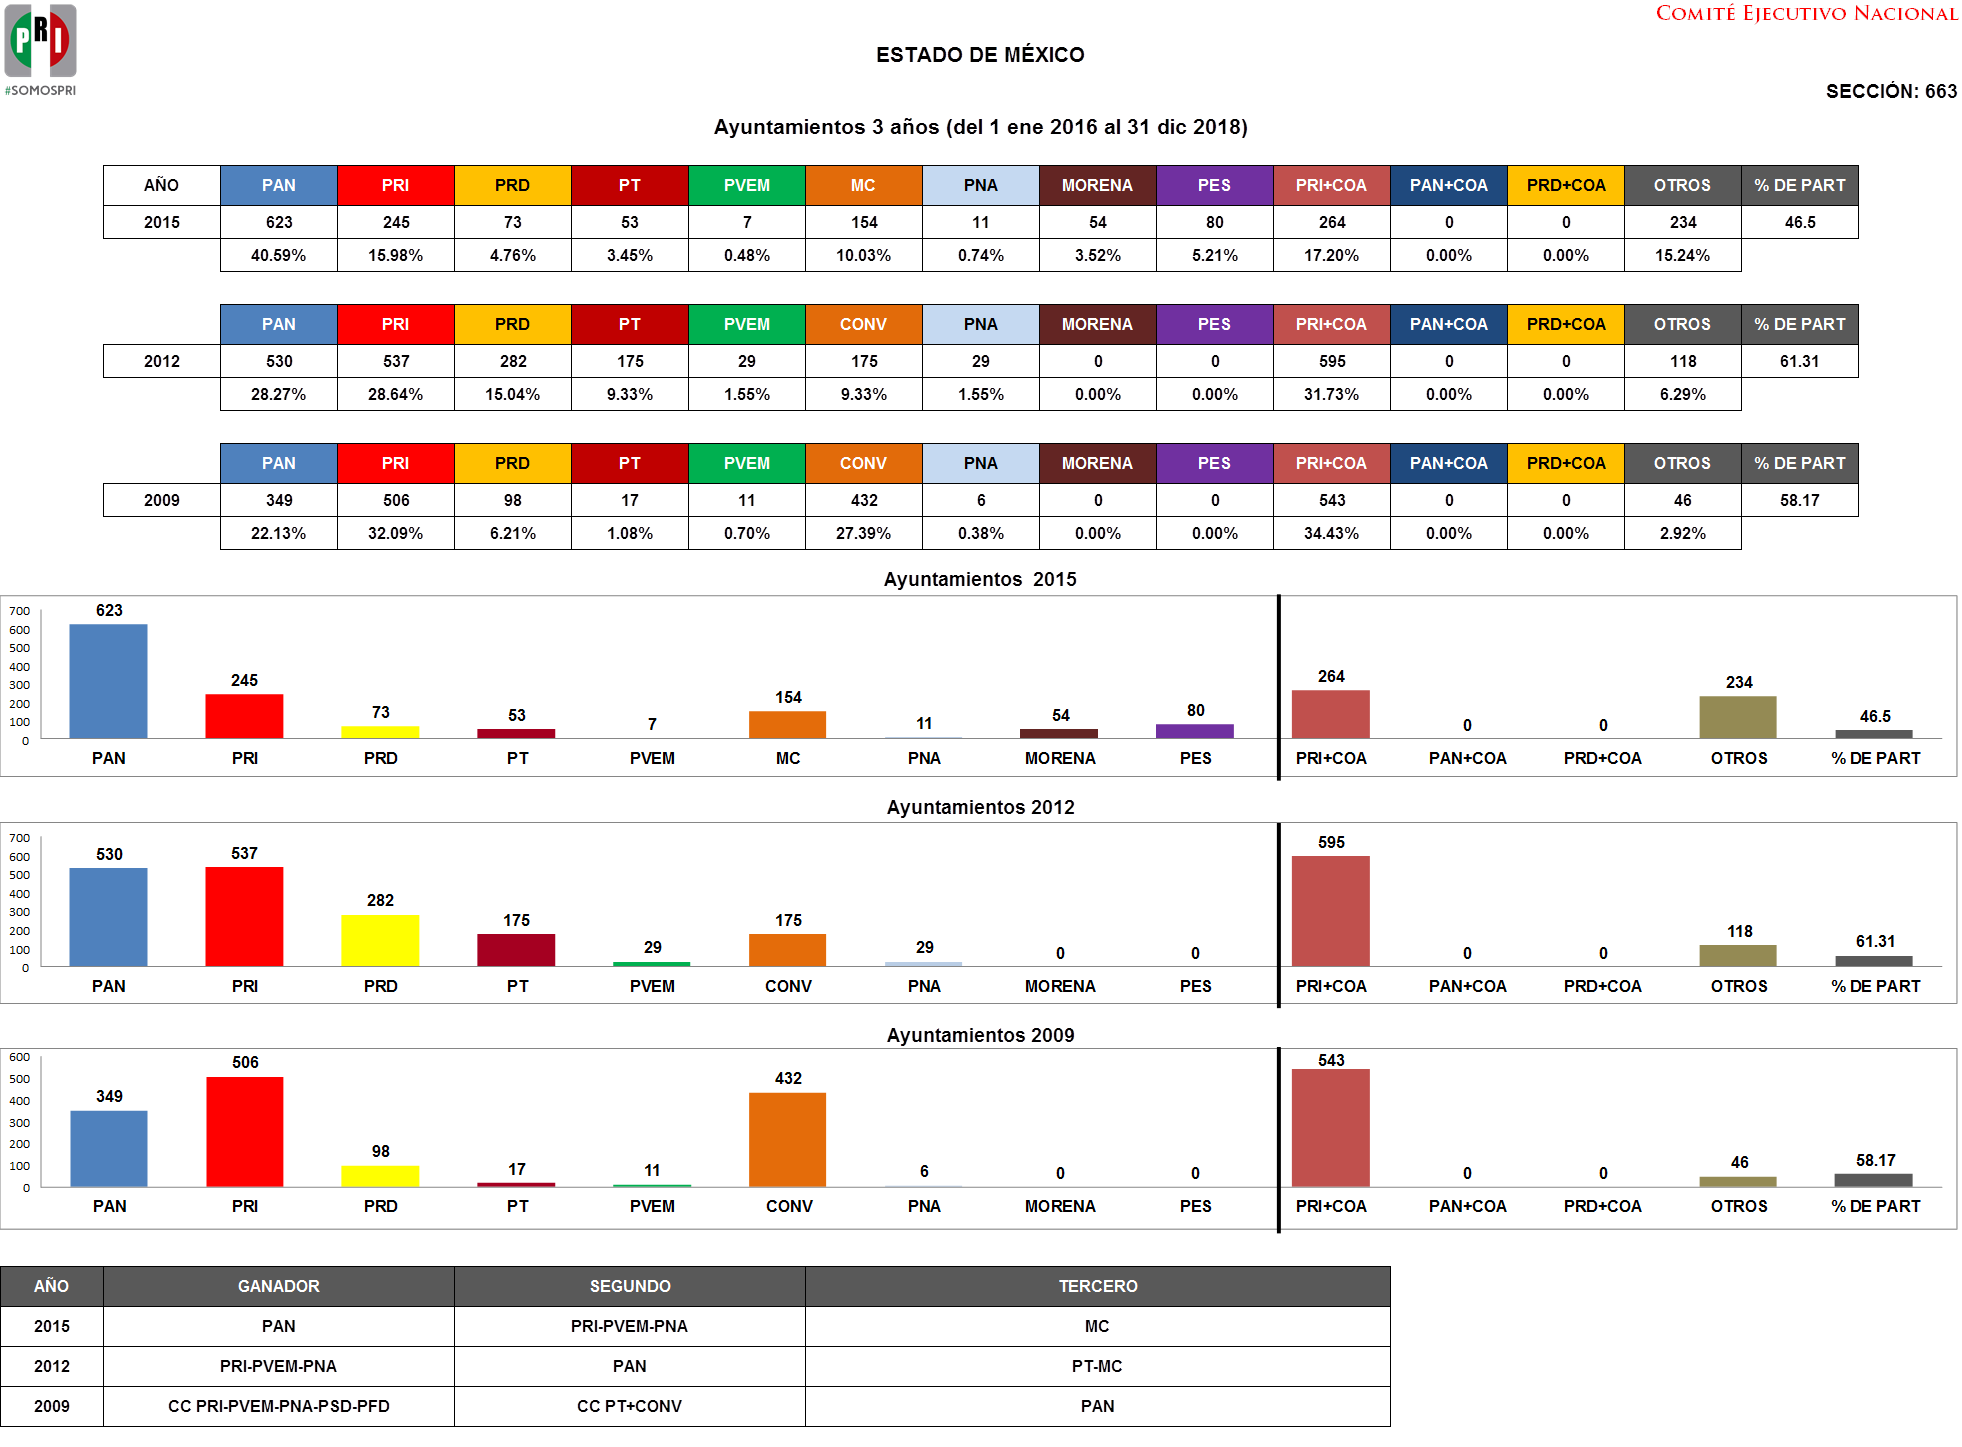 PRI
#SOMOSPRI
COMITÉ EJECUTIVO NACIONAL
ESTADO DE MÉXICO
SECCIÓN: 663
Ayuntamientos 3 años (del 1 ene 2016 al 31 dic 2018)
AÑO PAN PRI PRD PT PVEM MC PNA MORENA PES PRI+COA PAN+COA PRD+COA OTROS % DE PART
2015 623 245 73 53 7 154 11 54 80 264 0 0 234 46.5
40.59% 15.98% 4.76% 3.45% 0.48% 10.03% 0.74% 3.52% 5.21% 17.20% 0.00% 0.00% 15.24%
PAN PRI PRD PT PVEM CONV PNA MORENA PES PRI+COA PAN+COA PRD+COA OTROS % DE PART
2012 530 537 282 175 29 175 29 0 0 595 0 0 118 61.31
28.27% 28.64% 15.04% 9.33% 1.55% 9.33% 1.55% 0.00% 0.00% 31.73% 0.00% 0.00% 6.29%
PAN PRI PRD PT PVEM CONV PNA MORENA PES PRI+COA PAN+COA PRD+COA OTROS % DE PART
2009 349 506 98 17 11 432 6 0 0 543 0 0 46 58.17
22.13% 32.09% 6.21% 1.08% 0.70% 27.39% 0.38% 0.00% 0.00% 34.43% 0.00% 0.00% 2.92%
Ayuntamientos 2015
700
600
500
400
300
200
100
0
623 245 73 53 7 154 11 54 80 264 0 0 234 46.5
PAN PRI PRD PT PVEM MC PNA MORENA PES PRI+COA PAN+COA PRD+COA OTROS % DE PART
Ayuntamientos 2012
700
600
500
400
300
200
100
0
530 537 282 175 29 175 29 0 0 595 0 0 118 61.31
PAN PRI PRD PT PVEM CONV PNA MORENA PES PRI+COA PAN+COA PRD+COA OTROS % DE PART
Ayuntamientos 2009
600
500
400
300
200
100
0
349 506 98 17 11 432 6 0 0 543 0 0 46 58.17
PAN PRI PRD PT PVEM CONV PNA MORENA PES PRI+COA PAN+COA PRD+COA OTROS % DE PART
AÑO GANADOR SEGUNDO TERCERO
2015 PAN PRI-PVEM-PNA MC
2012 PRI-PVEM-PNA PAN PT-MC
2009 CC PRI-PVEM-PNA-PSD-PFD CC PT+CONV PAN